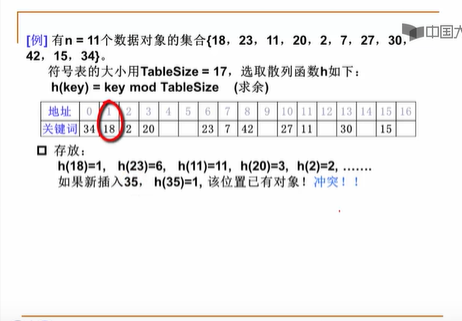 中国大
[例] 有n = 11个数据对象的集合{18，23，11，20，2，7，27，30，
42，15，34}。
符号表的大小用TableSize = 17，选取散列函数h如下：
h(key) = key mod TableSize （求余）
地址 0 1 2 3 4 5 6 7 8 9 10 11 12 13 14 15 16
关键词 34 18 2 20 23 7 42 27 11 30 15
存放：
h(18)=1, h(23)=6, h(11)=11, h(20)=3, h(2)=2, …….
如果新插入35， h(35)=1, 该位置已有对象！冲突！！